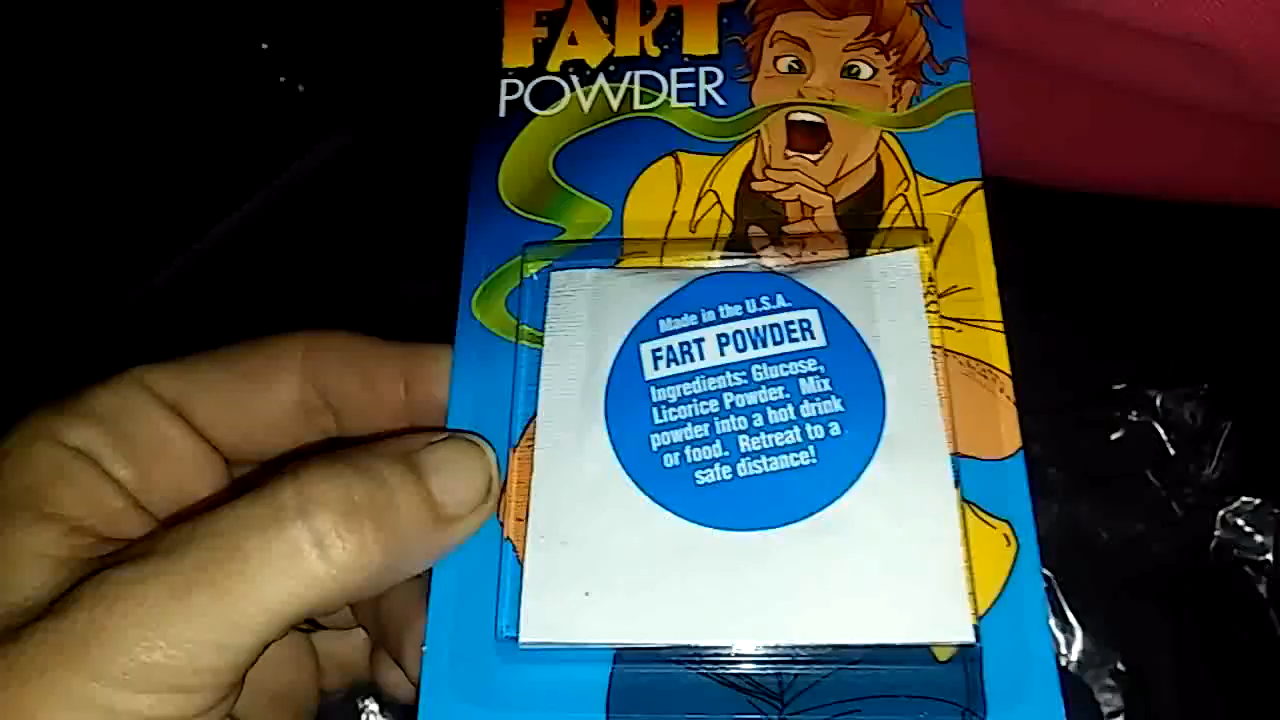 FART
POWDER
Made in the U.S.A.
FART POWDER
Ingredients: Glucose,
Licorice Powder. Mix
powder into a hot drink
or food. Retreat to a
safe distance!